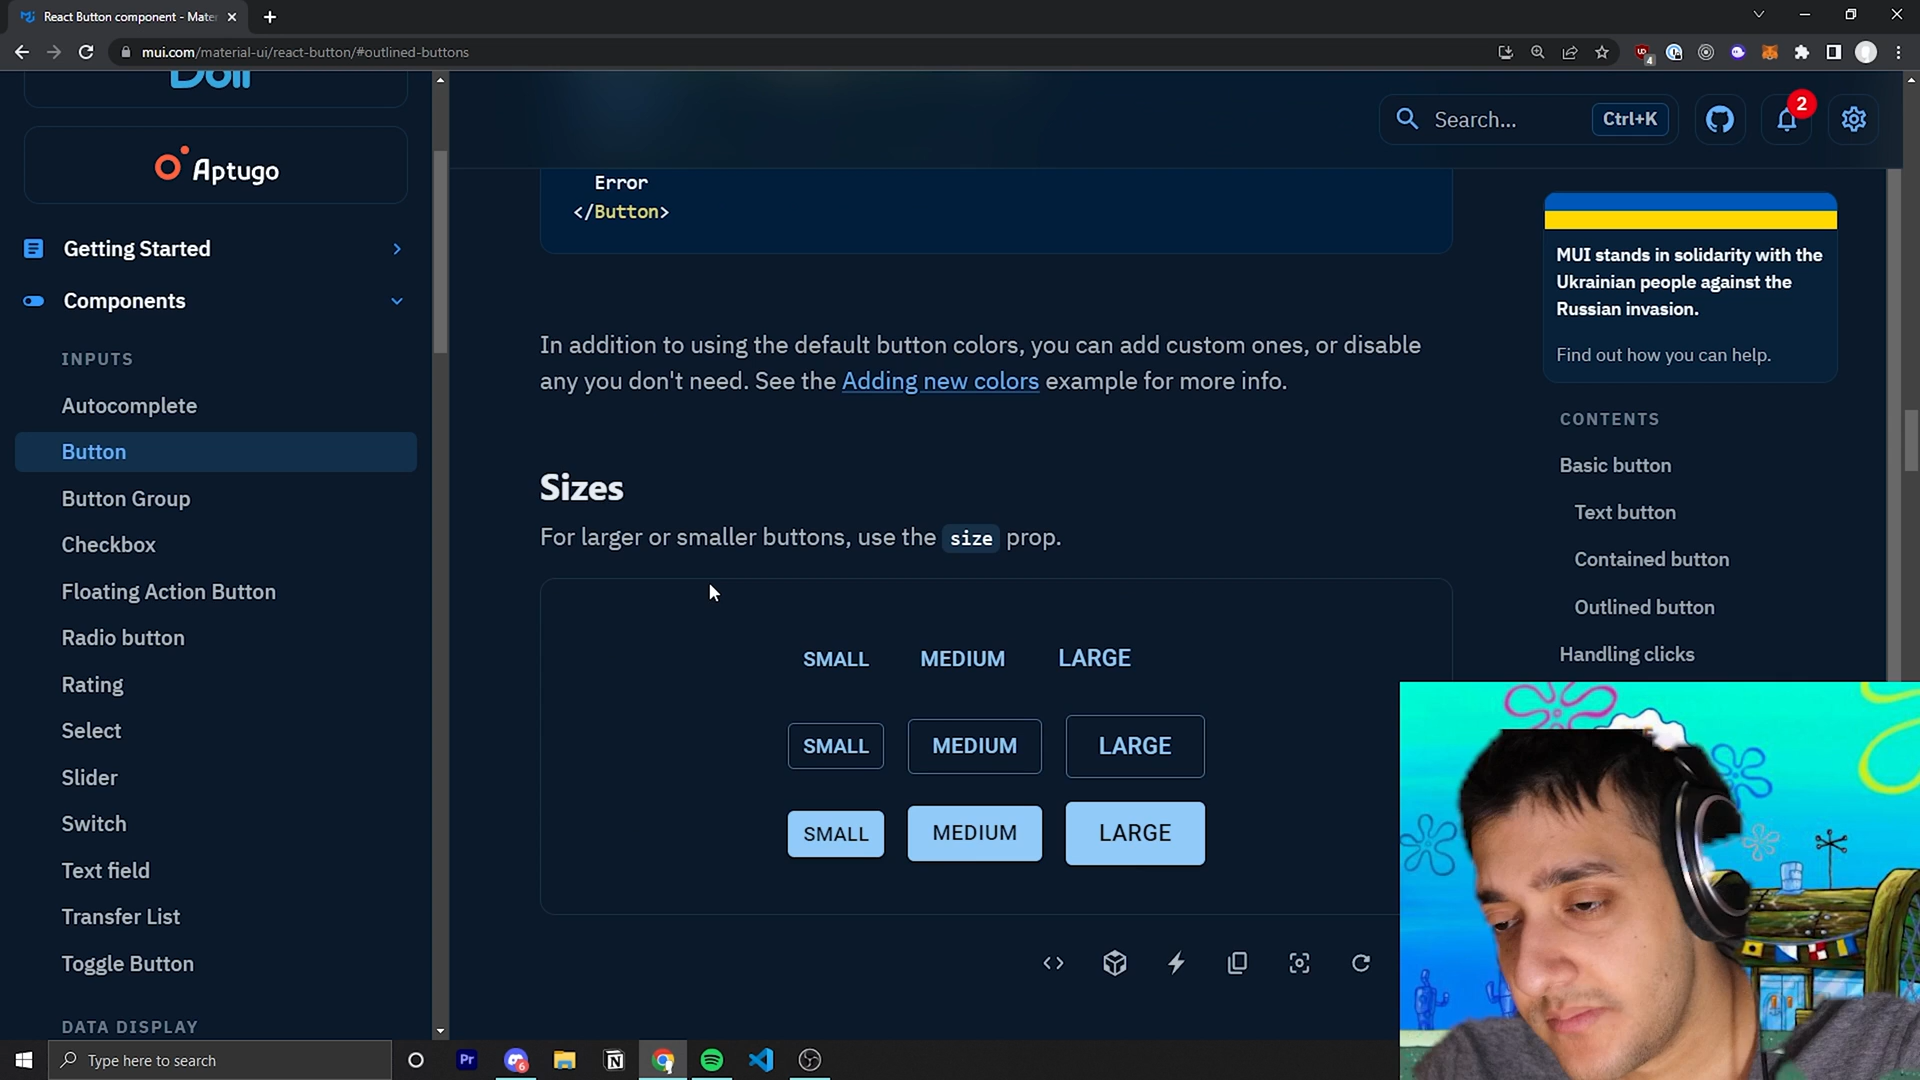 React Button component - Mater
mui.com/material-ui/react-button/#outlined-buttons
4
Doit
Aptugo
Getting Started
Components
INPUTS
Autocomplete
Button
Button Group
Checkbox
Floating Action Button
Radio button
Rating
Select
Slider
Switch
Text field
Transfer List
Toggle Button
DATA DISPLAY
Search...
Ctrl+K
2
Error
</Button>
In addition to using the default button colors, you can add custom ones, or disable
any you don't need. See the Adding new colors example for more info.
Sizes
For larger or smaller buttons, use the size prop.
SMALL MEDIUM LARGE
SMALL MEDIUM LARGE
SMALL MEDIUM LARGE
MUI stands in solidarity with the
Ukrainian people against the
Russian invasion.
Find out how you can help.
CONTENTS
Basic button
Text button
Contained button
Outlined button
Handling clicks
Type here to search
Pr
6
N